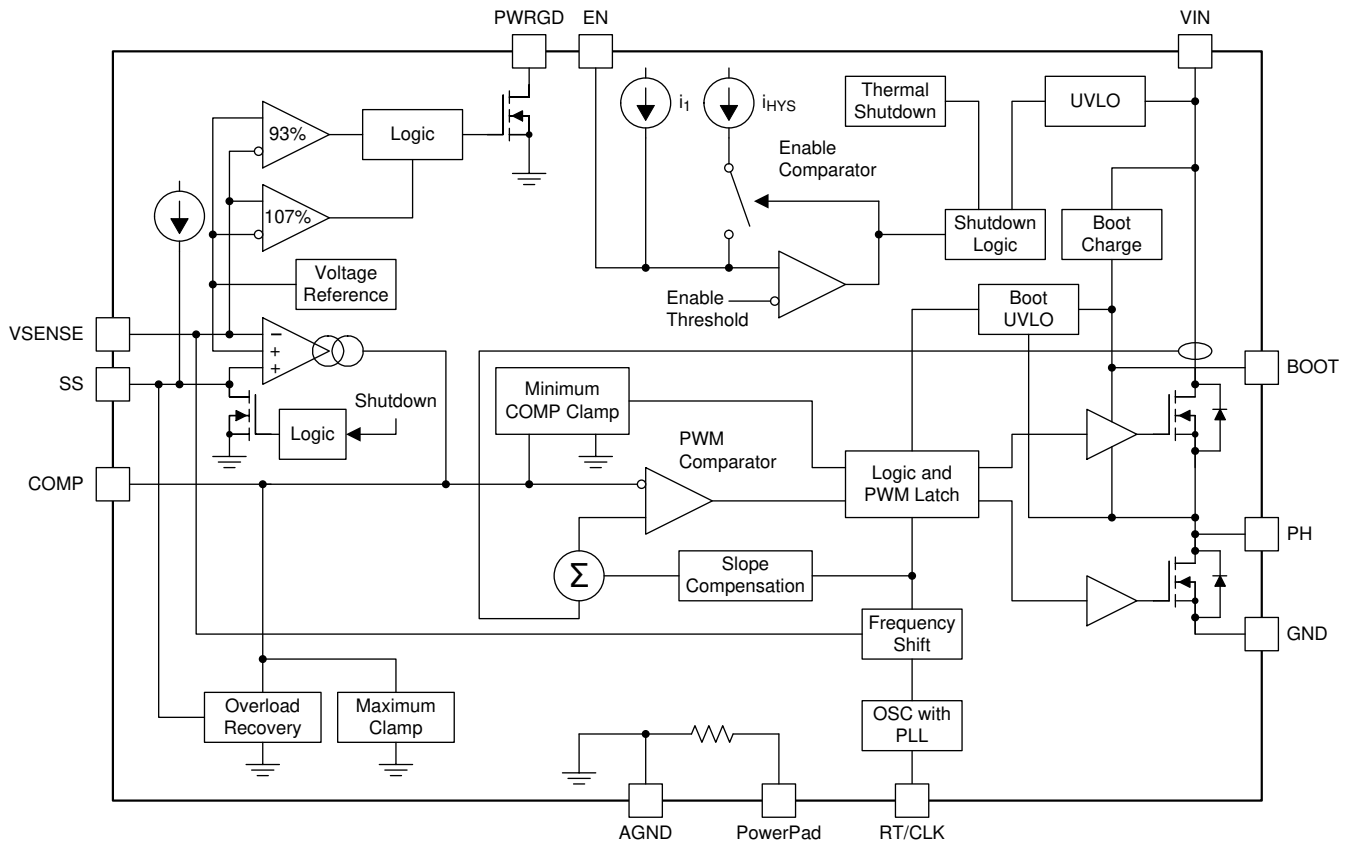 PWRGD
EN
VIN
93%
Logic
i1
iHYS
Thermal
Shutdown
UVLO
Enable
Comparator
107%
Shutdown
Logic
Boot
Charge
Voltage
Reference
Enable
Threshold
Boot
UVLO
VSENSE
−
+
+
SS
BOOT
Minimum
COMP Clamp
Shutdown
Logic
PWM
Comparator
Logic and
PWM Latch
COMP
PH
Σ
Slope
Compensation
Frequency
Shift
GND
Overload
Recovery
Maximum
Clamp
OSC with
PLL
AGND
PowerPad
RT/CLK